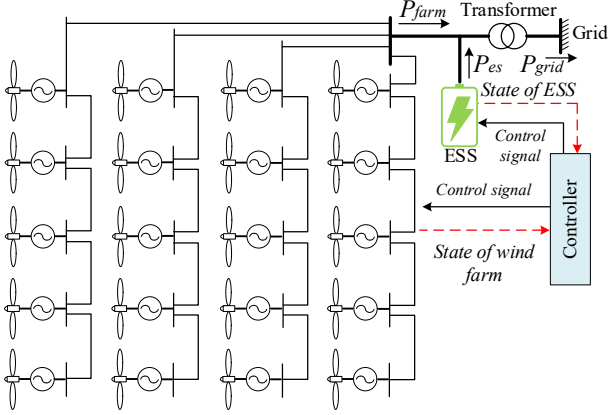 P_farm
Transformer
Grid
P_es
P_grid
State of ESS
ESS
Control
signal
Control signal
Controller
State of wind
farm